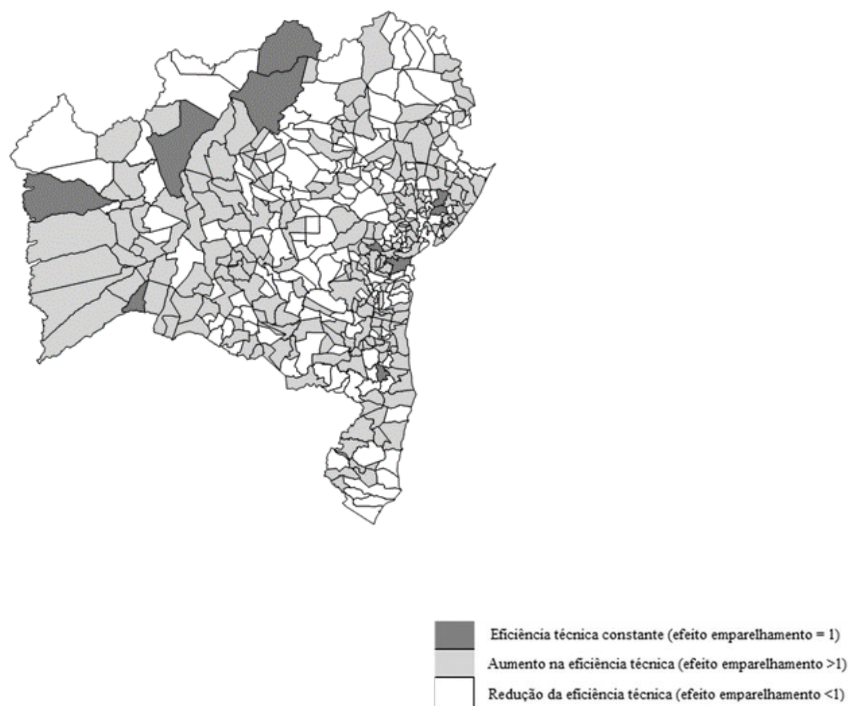 Eficiência técnica constante (efeito emparelhamento = 1)
Aumento na eficiência técnica (efeito emparelhamento >1)
Redução da eficiência técnica (efeito emparelhamento <1)